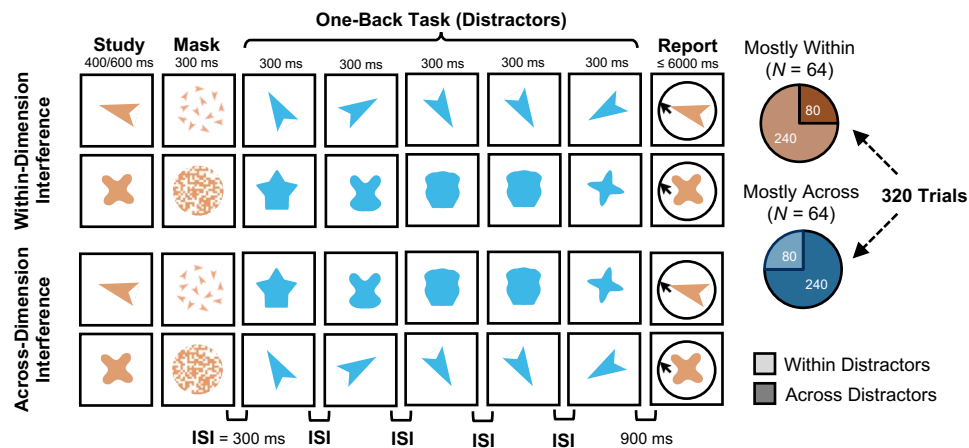 One-Back Task (Distractors)
Study Mask Report
400/600 ms 300 ms 300 ms 300 ms 300 ms 300 ms 300 ms ≤ 6000 ms
Within-Dimension
Interference
Across-Dimension
Interference
ISI = 300 ms ISI ISI ISI ISI 900 ms
Mostly Within
(N = 64)
80
240
320 Trials
Mostly Across
(N = 64)
80
240
Within Distractors
Across Distractors